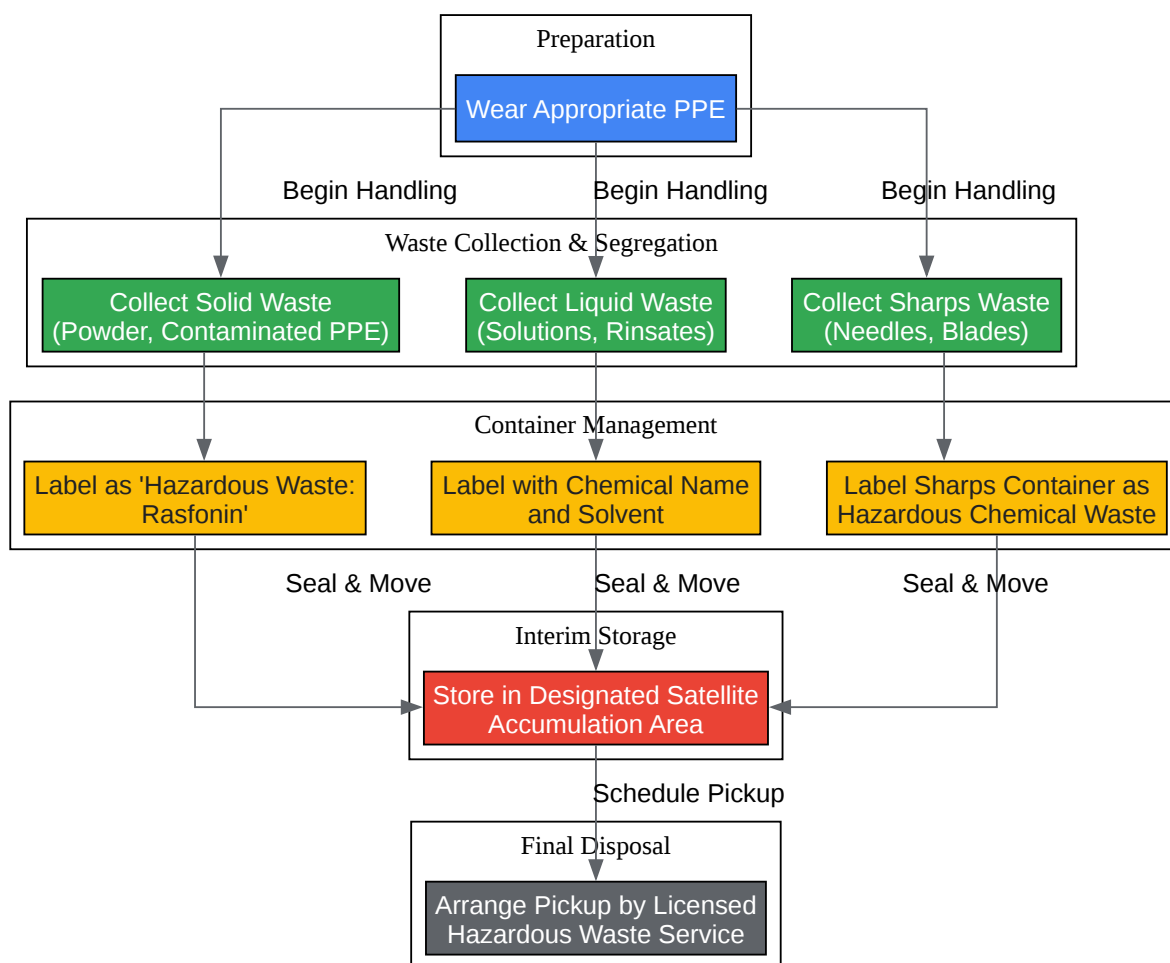 Preparation
Wear Appropriate PPE
Begin Handling
Begin Handling
Begin Handling
Waste Collection & Segregation
Collect Solid Waste
(Powder, Contaminated PPE)
Collect Liquid Waste
(Solutions, Rinsates)
Collect Sharps Waste
(Needles, Blades)
Container Management
Label as 'Hazardous Waste:
Rasfonin'
Label with Chemical Name
and Solvent
Label Sharps Container as
Hazardous Chemical Waste
Seal & Move
Seal & Move
Seal & Move
Interim Storage
Store in Designated Satellite
Accumulation Area
Schedule Pickup
Final Disposal
Arrange Pickup by Licensed
Hazardous Waste Service